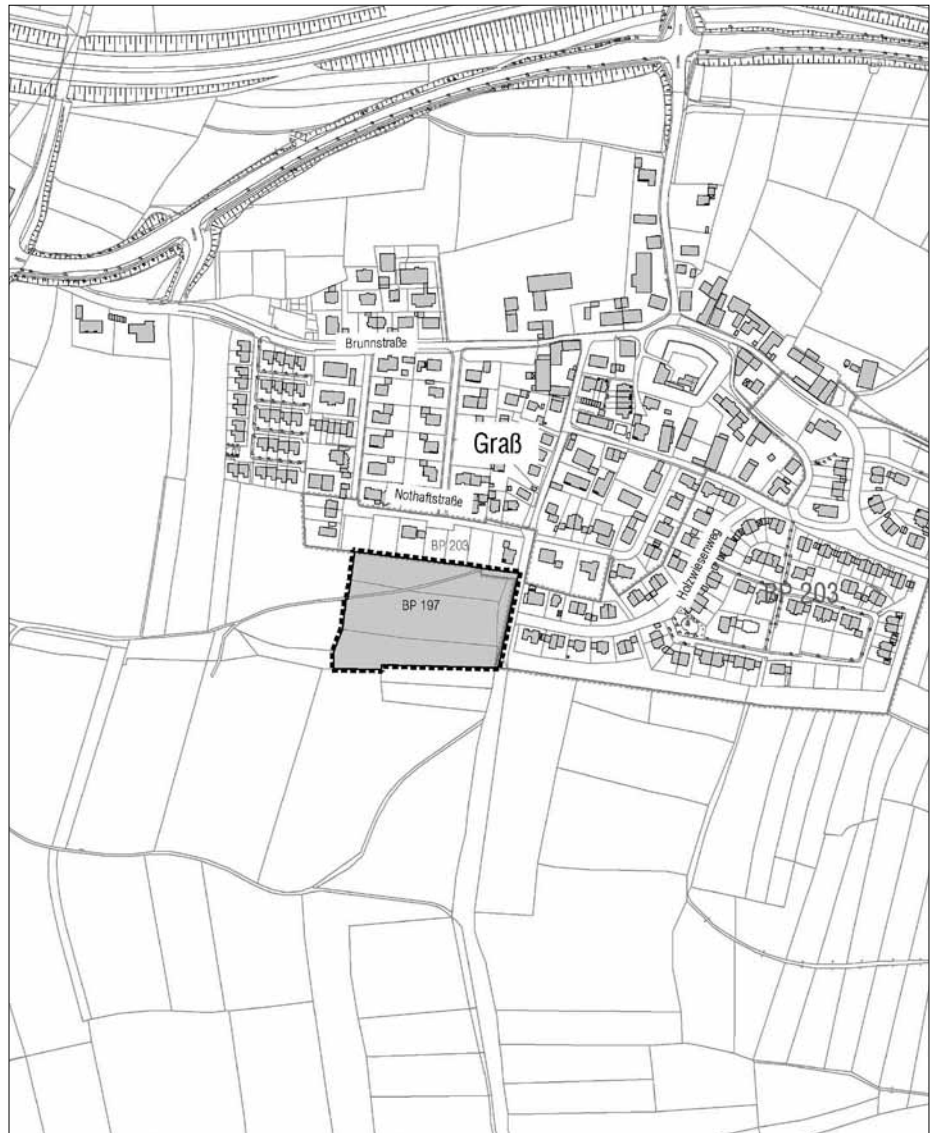 Brunnstraße
Graß
Nothaftstraße
BP 203
BP 197
Holzwiesenweg
BP 203